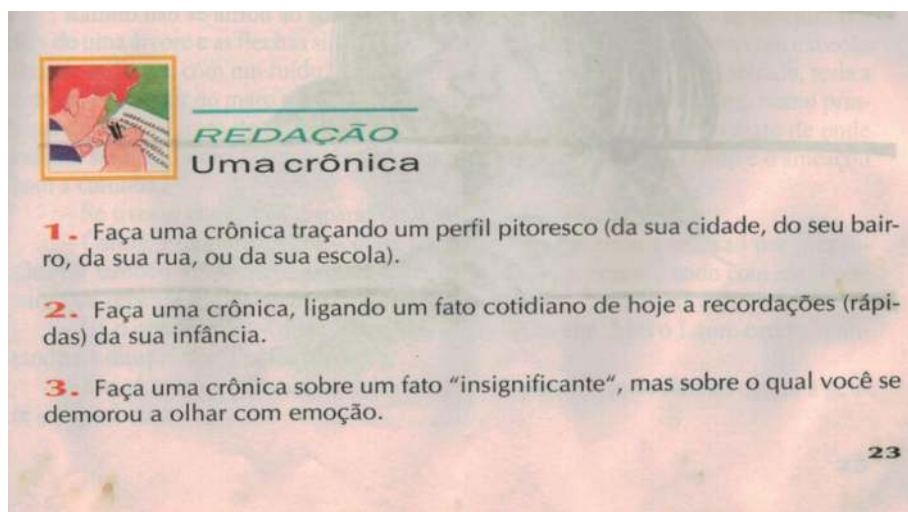 REDAÇÃO
Uma crônica
1. Faça uma crônica traçando um perfil pitoresco (da sua cidade, do seu bair-
ro, da sua rua, ou da sua escola).
2. Faça uma crônica, ligando um fato cotidiano de hoje a recordações (rápi-
das) da sua infância.
3. Faça uma crônica sobre um fato “insignificante“, mas sobre o qual você se
demorou a olhar com emoção.
23